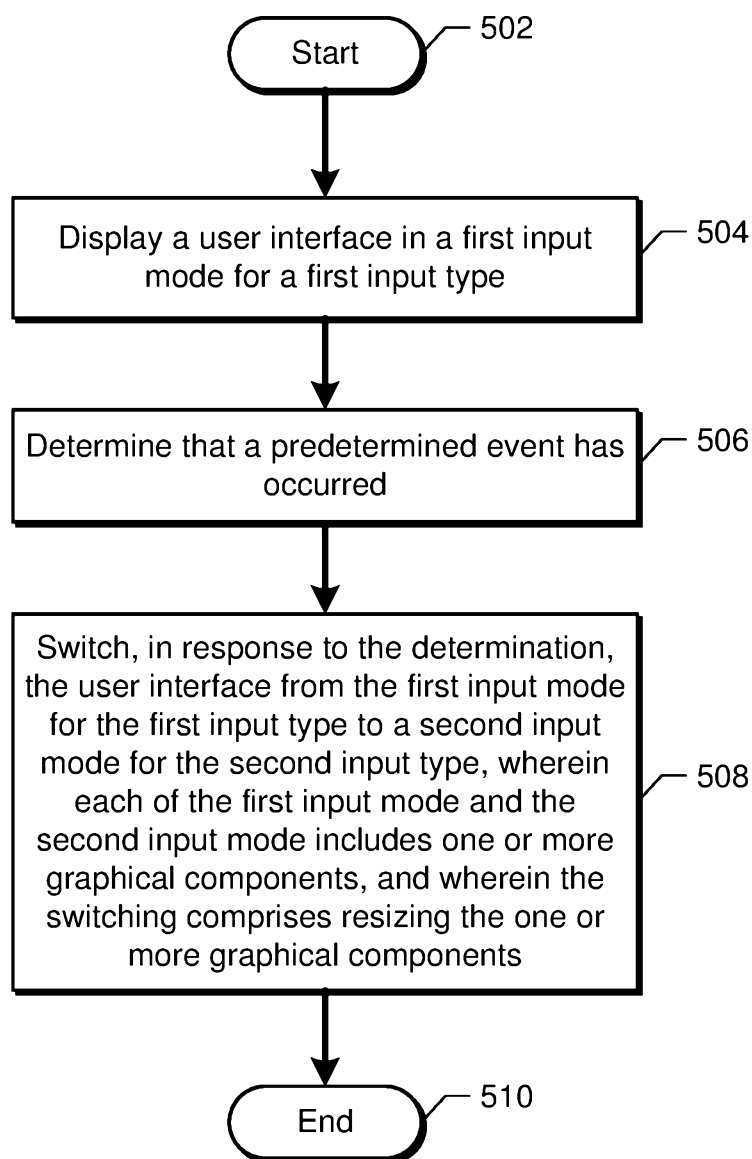 Start
502
Display a user interface in a first input
mode for a first input type
504
Determine that a predetermined event has
occurred
506
Switch, in response to the determination,
the user interface from the first input mode
for the first input type to a second input
mode for the second input type, wherein
each of the first input mode and the
second input mode includes one or more
graphical components, and wherein the
switching comprises resizing the one or
more graphical components
508
End
510